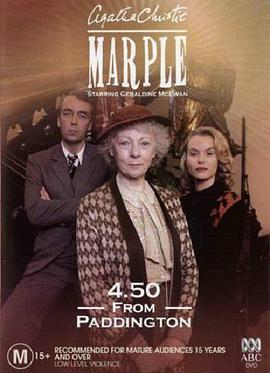 Agatha Christie
MARPLE
STARRING GERALDINE MCEWAN
4.50
FROM
PADDINGTON
M 15+
RECOMMENDED FOR MATURE AUDIENCES 15 YEARS
AND OVER
LOW LEVEL VIOLENCE
ABC
DVD